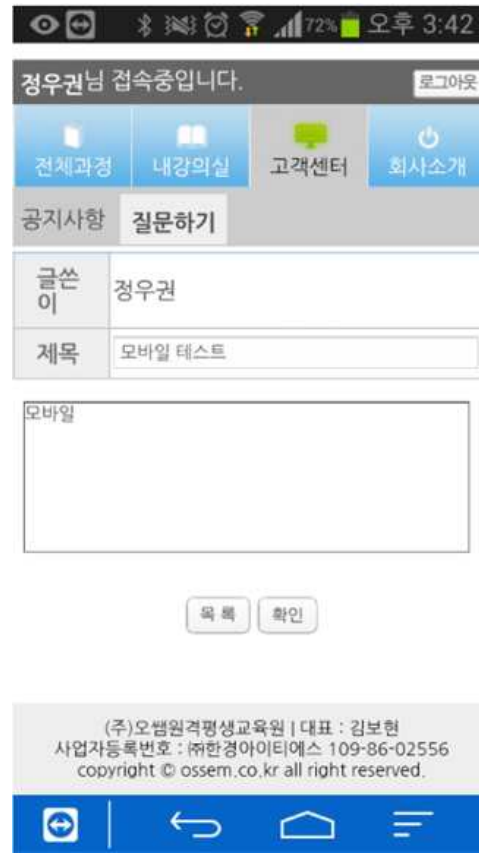 72% 오후 3:42
정우권님 접속중입니다. 로그아웃
전체과정 내강의실 고객센터 회사소개
공지사항 질문하기
글쓴
이
정우권
제목 모바일 테스트
모바일
목 록 확인
(주)오쌤원격평생교육원 | 대표 : 김보현
사업자등록번호 : ㈜한경아이티에스 109-86-02556
copyright © ossem.co.kr all right reserved.